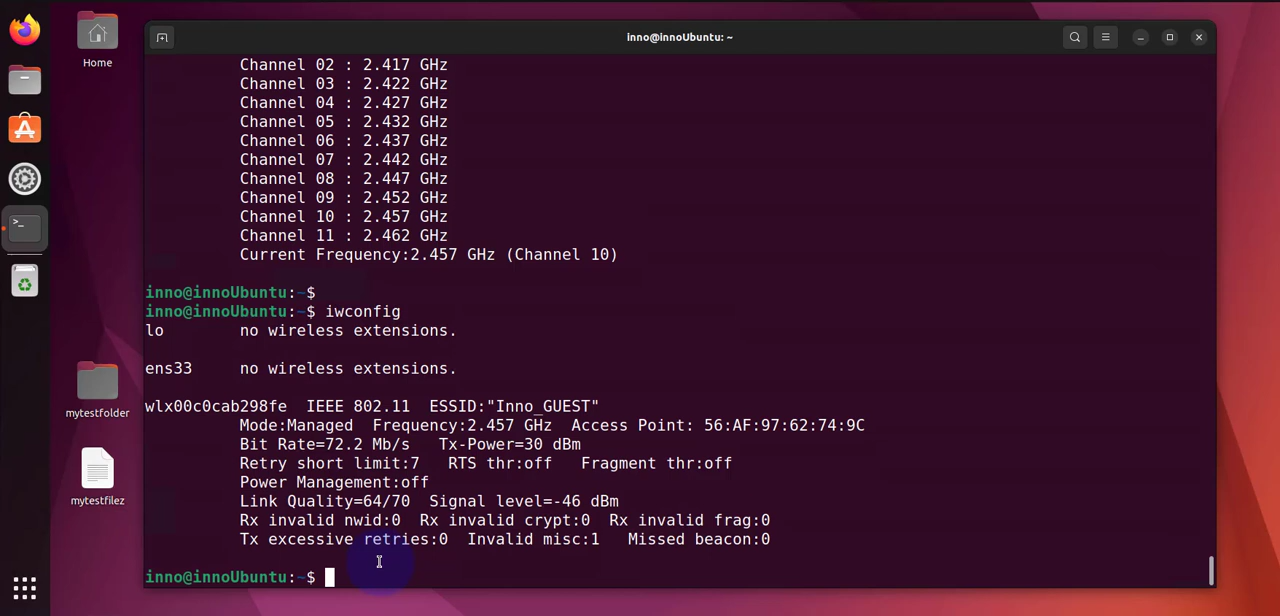 inno@innoUbuntu: ~
Home
mytestfolder
mytestfilez
Channel 02 : 2.417 GHz
Channel 03 : 2.422 GHz
Channel 04 : 2.427 GHz
Channel 05 : 2.432 GHz
Channel 06 : 2.437 GHz
Channel 07 : 2.442 GHz
Channel 08 : 2.447 GHz
Channel 09 : 2.452 GHz
Channel 10 : 2.457 GHz
Channel 11 : 2.462 GHz
Current Frequency:2.457 GHz (Channel 10)
inno@innoUbuntu:~$
inno@innoUbuntu:~$ iwconfig
lo        no wireless extensions.
ens33     no wireless extensions.
wlx00c0cab298fe  IEEE 802.11  ESSID:"Inno_GUEST"
Mode:Managed  Frequency:2.457 GHz  Access Point: 56:AF:97:62:74:9C
Bit Rate=72.2 Mb/s   Tx-Power=30 dBm
Retry short limit:7   RTS thr:off   Fragment thr:off
Power Management:off
Link Quality=64/70  Signal level=-46 dBm
Rx invalid nwid:0  Rx invalid crypt:0  Rx invalid frag:0
Tx excessive retries:0  Invalid misc:1   Missed beacon:0
inno@innoUbuntu:~$